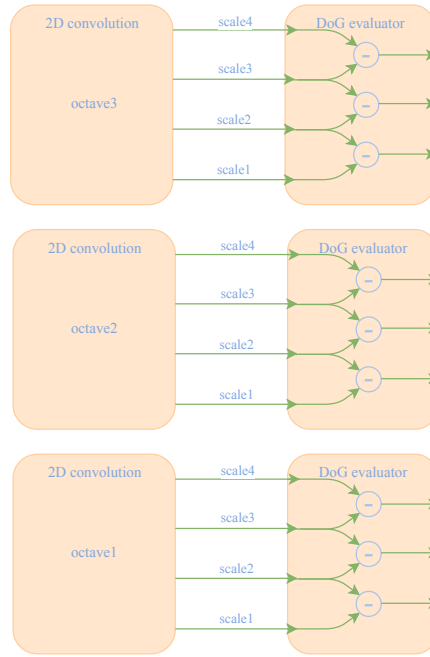 2D convolution
scale4
DoG evaluator
-
scale3
octave3
-
scale2
-
scale1
2D convolution
scale4
DoG evaluator
-
scale3
octave2
-
scale2
-
scale1
2D convolution
scale4
DoG evaluator
-
scale3
octave1
-
scale2
-
scale1